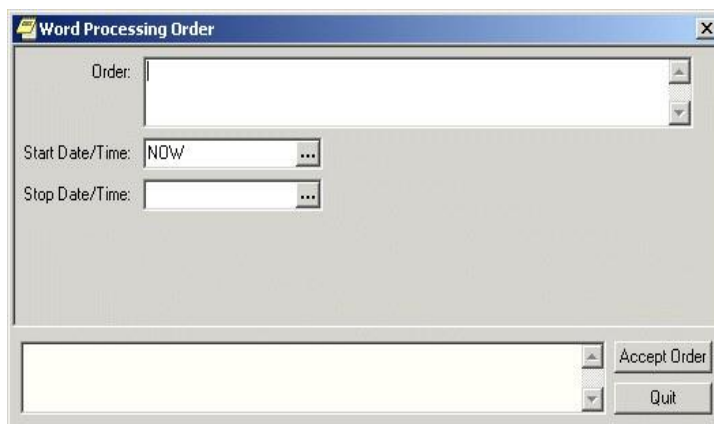 Word Processing Order
Order:
Start Date/Time: NOW ...
Stop Date/Time: ...
Accept Order
Quit